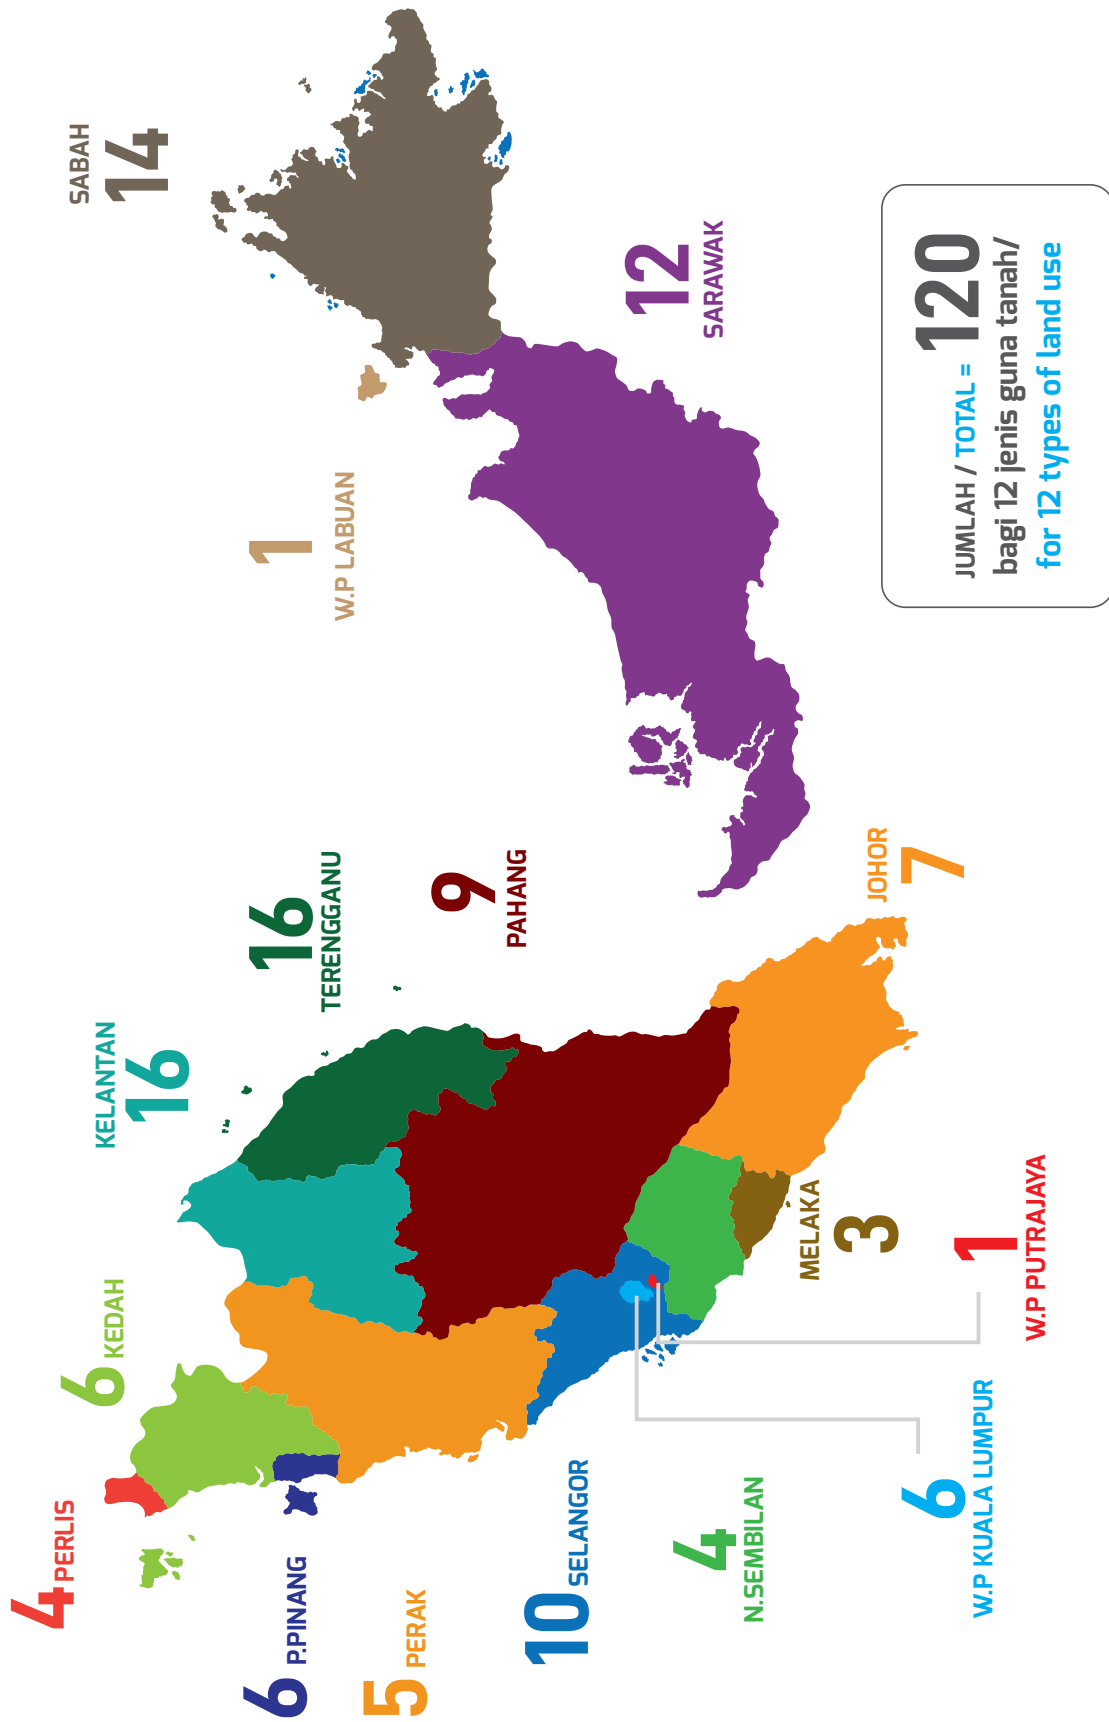 4 PERLIS
6 KEDAH
6 P.PINANG
5 PERAK
KELANTAN
16
16
TERENGGANU
9
PAHANG
10 SELANGOR
4
N.SEMBILAN
6
W.P KUALA LUMPUR
1
W.P PUTRAJAYA
MELAKA
3
JOHOR
7
1
W.P LABUAN
SABAH
14
12
SARAWAK
JUMLAH / TOTAL = 120
bagi 12 jenis guna tanah/
for 12 types of land use